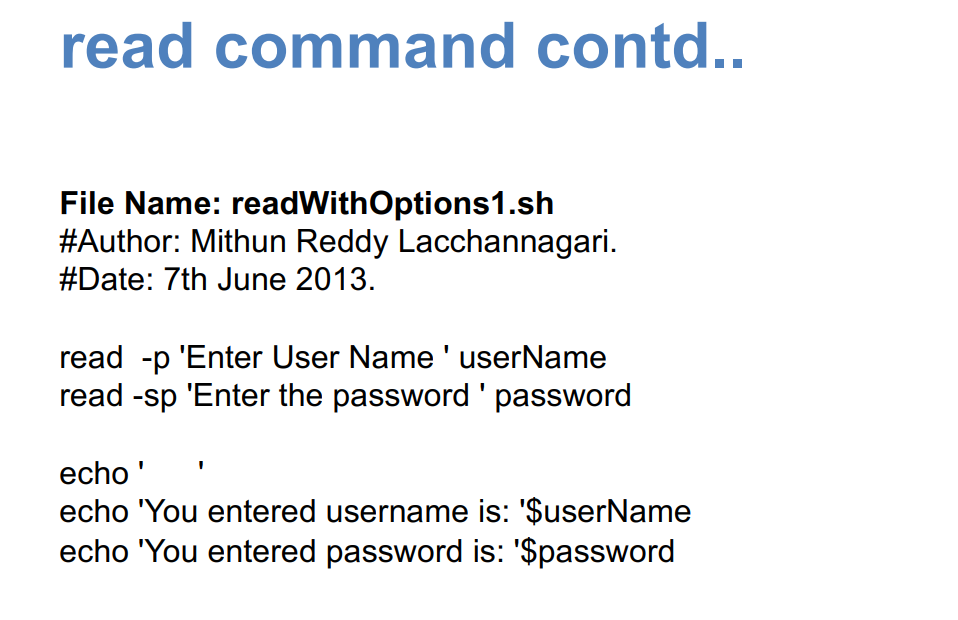 read command contd..
File Name: readWithOptions1.sh
#Author: Mithun Reddy Lacchannagari.
#Date: 7th June 2013.
read  -p 'Enter User Name ' userName
read -sp 'Enter the password ' password
echo '      '
echo 'You entered username is: '$userName
echo 'You entered password is: '$password